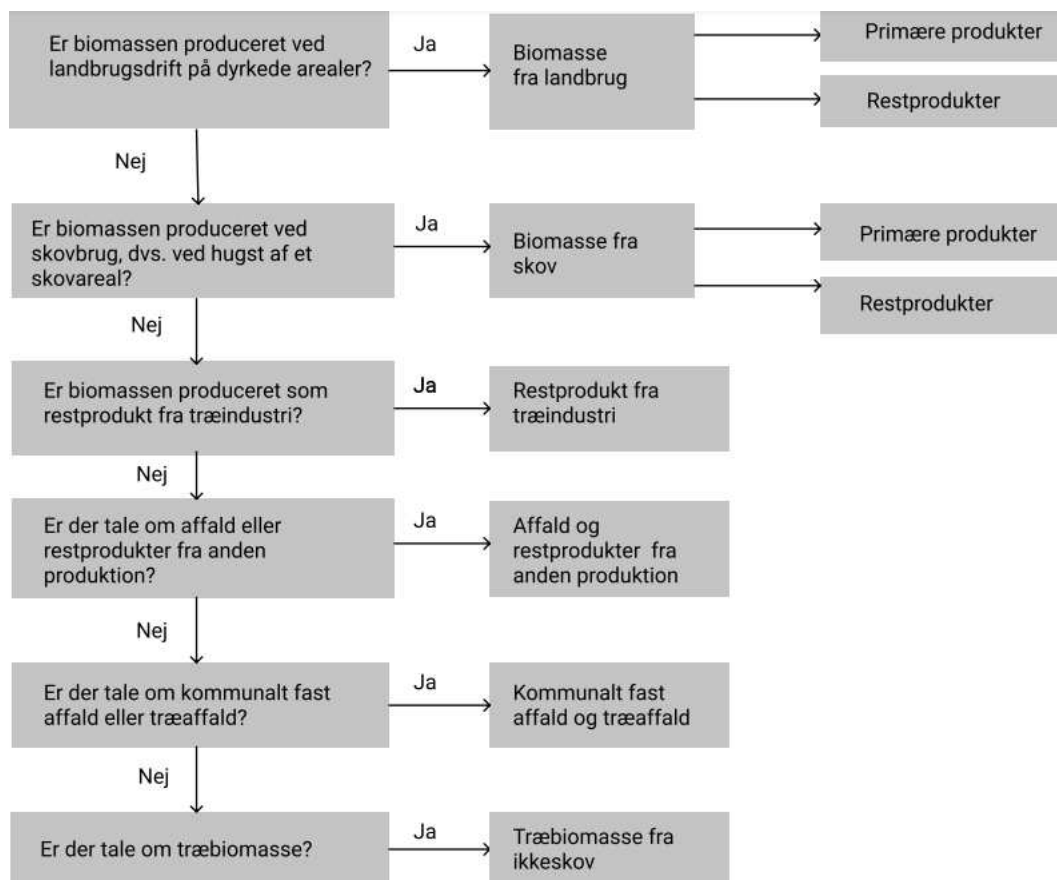 Er biomassen produceret ved
landbrugsdrift på dyrkede arealer?
Ja
Biomasse
fra landbrug
Primære produkter
Restprodukter
Nej
Er biomassen produceret ved
skovbrug, dvs. ved hugst af et
skovareal?
Ja
Biomasse fra
skov
Primære produkter
Restprodukter
Nej
Er biomassen produceret som
restprodukt fra træindustri?
Ja
Restprodukt fra
træindustri
Nej
Er der tale om affald eller
restprodukter fra anden
produktion?
Ja
Affald og
restprodukter fra
anden produktion
Nej
Er der tale om kommunalt fast
affald eller træaffald?
Ja
Kommunalt fast
affald og træaffald
Nej
Er der tale om træbiomasse?
Ja
Træbiomasse fra
ikkeskov